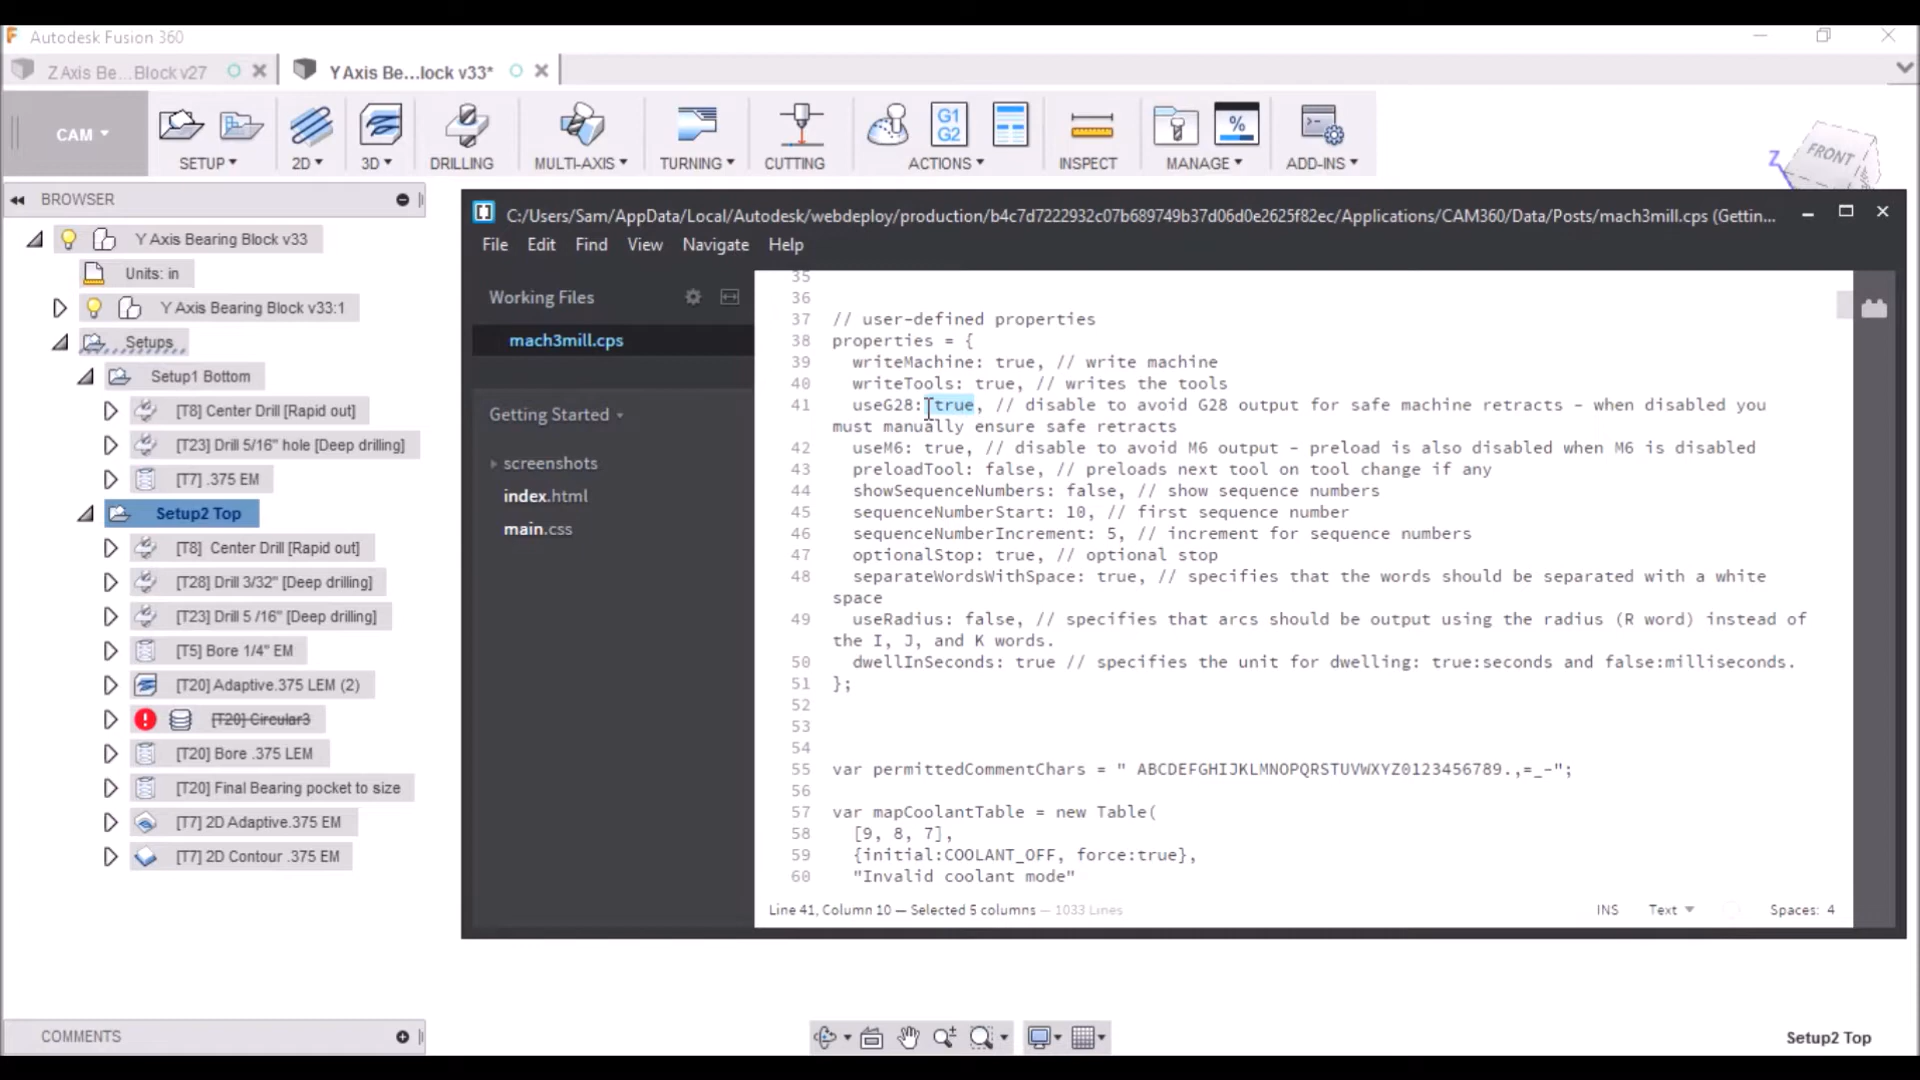 Autodesk Fusion 360
Z Axis Be...Block v27
Y Axis Be...lock v33*
CAM
SETUP
2D
3D
DRILLING
MULTI-AXIS
TURNING
CUTTING
G1
G2
ACTIONS
INSPECT
%
MANAGE
ADD-INS
Z
FRONT
BROWSER
Y Axis Bearing Block v33
Units: in
Y Axis Bearing Block v33:1
Setups
Setup1 Bottom
[T8] Center Drill [Rapid out]
[T23] Drill 5/16" hole [Deep drilling]
[T7] .375 EM
Setup2 Top
[T8] Center Drill [Rapid out]
[T28] Drill 3/32" [Deep drilling]
[T23] Drill 5 /16" [Deep drilling]
[T5] Bore 1/4" EM
[T20] Adaptive.375 LEM (2)
[T20] Circular3
[T20] Bore .375 LEM
[T20] Final Bearing pocket to size
[T7] 2D Adaptive.375 EM
[T7] 2D Contour .375 EM
C:/Users/Sam/AppData/Local/Autodesk/webdeploy/production/b4c7d7222932c07b689749b37d06d0e2625f82ec/Applications/CAM360/Data/Posts/mach3mill.cps (Gettin...
File Edit Find View Navigate Help
Working Files
mach3mill.cps
Getting Started
screenshots
index.html
main.css
35
36
37 // user-defined properties
38 properties = {
39 writeMachine: true, // write machine
40 writeTools: true, // writes the tools
41 useG28: true, // disable to avoid G28 output for safe machine retracts - when disabled you
must manually ensure safe retracts
42 useM6: true, // disable to avoid M6 output - preload is also disabled when M6 is disabled
43 preloadTool: false, // preloads next tool on tool change if any
44 showSequenceNumbers: false, // show sequence numbers
45 sequenceNumberStart: 10, // first sequence number
46 sequenceNumberIncrement: 5, // increment for sequence numbers
47 optionalStop: true, // optional stop
48 separateWordsWithSpace: true, // specifies that the words should be separated with a white
space
49 useRadius: false, // specifies that arcs should be output using the radius (R word) instead of
the I, J, and K words.
50 dwellInSeconds: true // specifies the unit for dwelling: true:seconds and false:milliseconds.
51 };
52
53
54
55 var permittedCommentChars = " ABCDEFGHIJKLMNOPQRSTUVWXYZ0123456789.,=_-";
56
57 var mapCoolantTable = new Table(
58 [9, 8, 7],
59 {initial:COOLANT_OFF, force:true},
60 "Invalid coolant mode"
Line 41, Column 10 — Selected 5 columns — 1033 Lines
INS Text Spaces: 4
COMMENTS
Setup2 Top